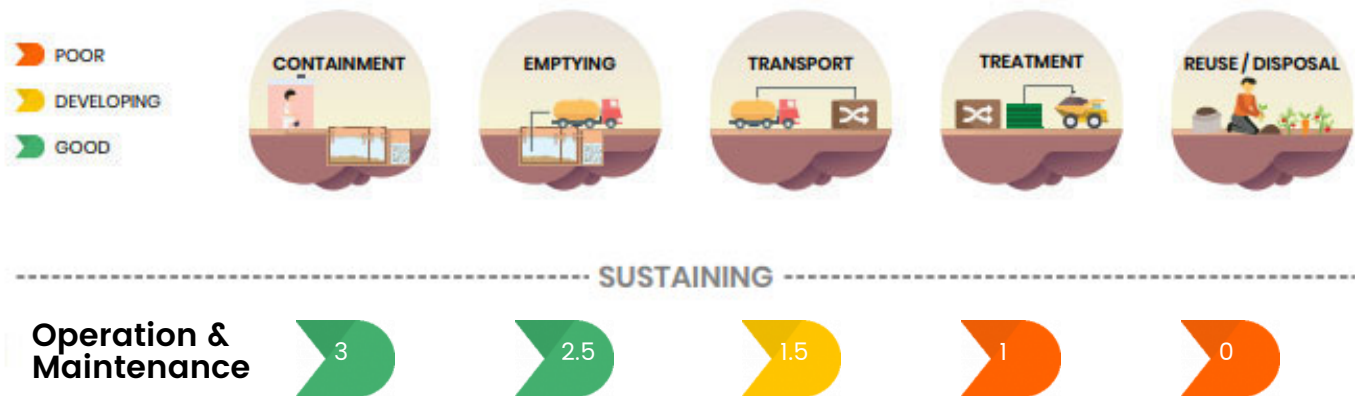 POOR
DEVELOPING
GOOD
CONTAINMENT
EMPTYING
TRANSPORT
TREATMENT
REUSE / DISPOSAL
SUSTAINING
Operation &
Maintenance
3
2.5
1.5
1
0